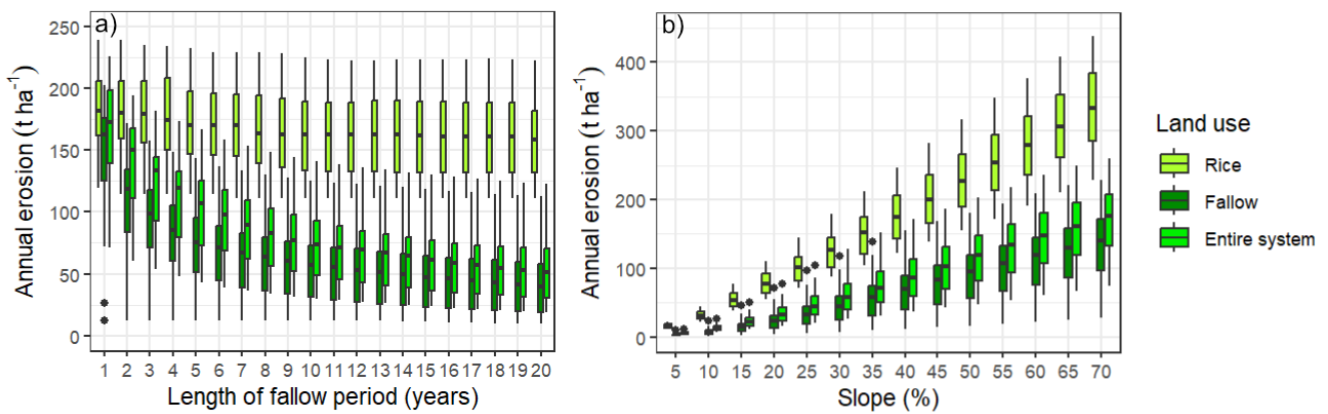 a)
Annual erosion (t ha⁻¹)
250
200
150
100
50
0
1 2 3 4 5 6 7 8 9 10 11 12 13 14 15 16 17 18 19 20
Length of fallow period (years)
b)
Annual erosion (t ha⁻¹)
400
300
200
100
0
5 10 15 20 25 30 35 40 45 50 55 60 65 70
Slope (%)
Land use
Rice
Fallow
Entire system